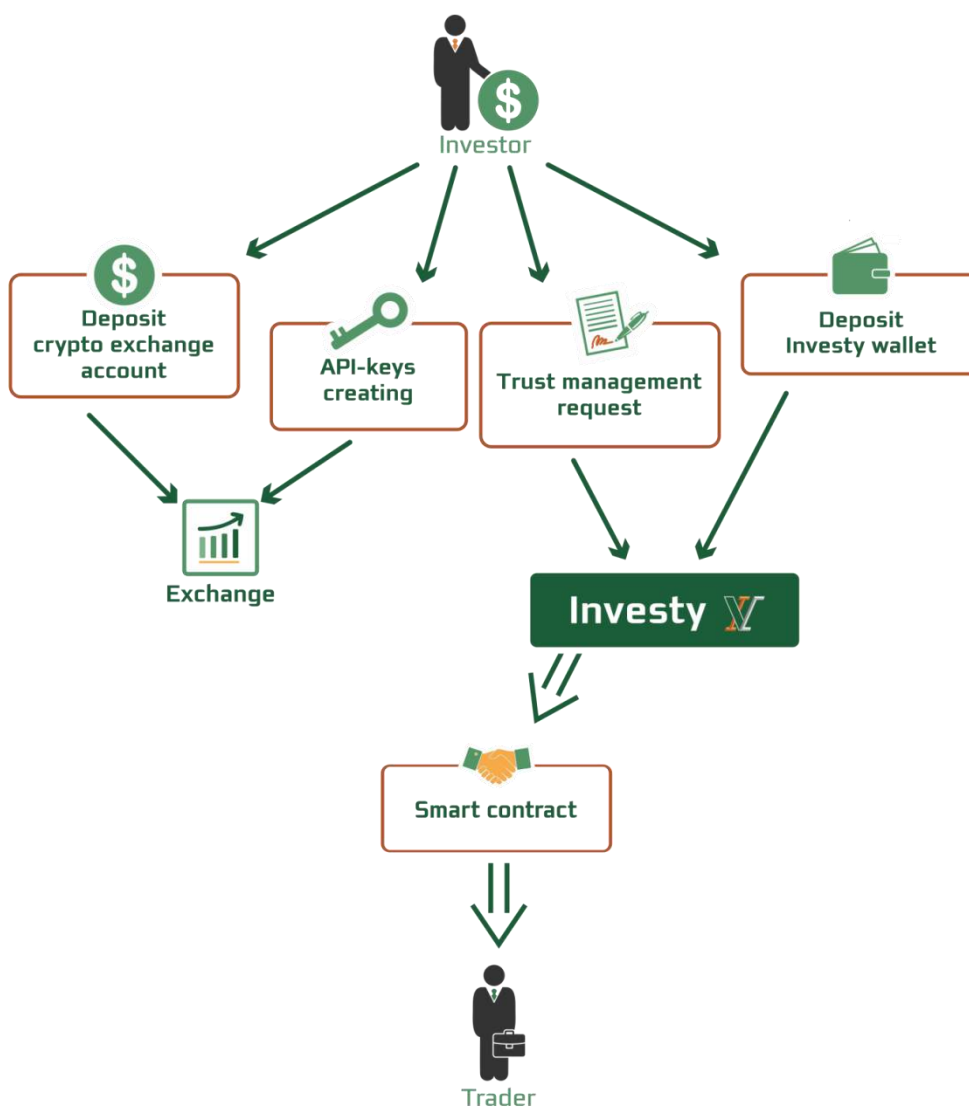 Investor
Deposit
crypto exchange
account
API-keys
creating
Trust management
request
Deposit
Investy wallet
Exchange
Investy
Smart contract
Trader